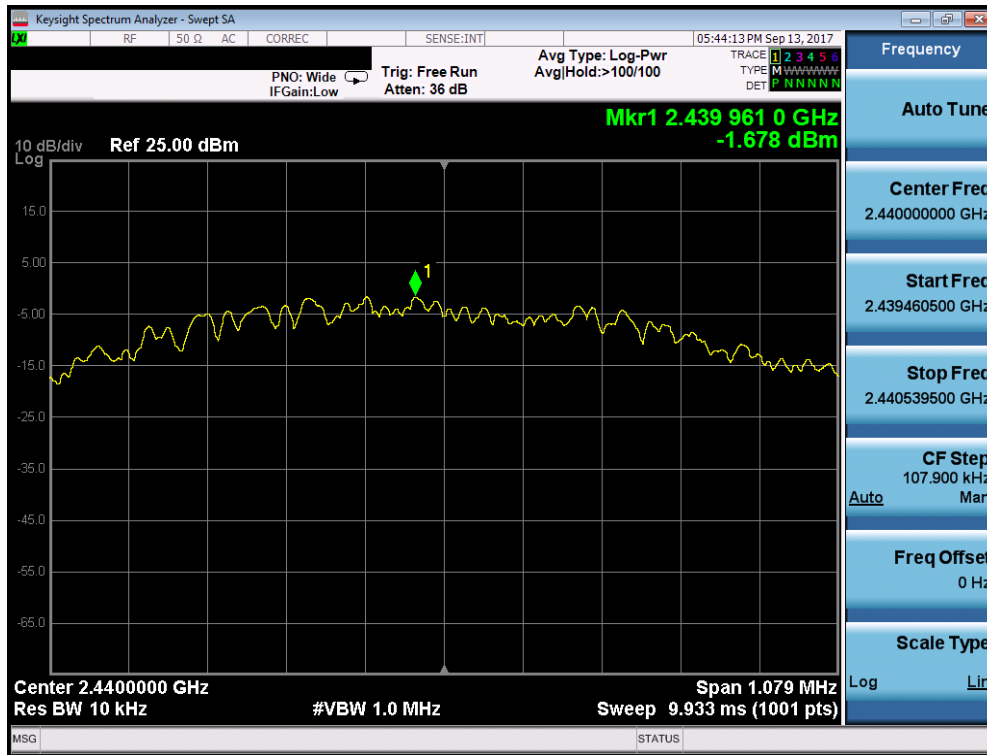 Keysight Spectrum Analyzer - Swept SA
LXI RF 50 Ω AC CORREC SENSE:INT 05:44:13 PM Sep 13, 2017
Frequency
PNO: Wide
IFGain:Low
Trig: Free Run
Atten: 36 dB
Avg Type: Log-Pwr
Avg|Hold:>100/100
TRACE 1 2 3 4 5 6
TYPE M WWWWW
DET P N N N N N
Mkr1 2.439 961 0 GHz
-1.678 dBm
10 dB/div Ref 25.00 dBm
Log
15.0
5.00
-5.00
-15.0
-25.0
-35.0
-45.0
-55.0
-65.0
1
Center 2.4400000 GHz
Span 1.079 MHz
Res BW 10 kHz
#VBW 1.0 MHz
Sweep 9.933 ms (1001 pts)
MSG
STATUS
Auto Tune
Center Freq
2.440000000 GHz
Start Freq
2.439460500 GHz
Stop Freq
2.440539500 GHz
CF Step
107.900 kHz
Auto Man
Freq Offset
0 Hz
Scale Type
Log Lin